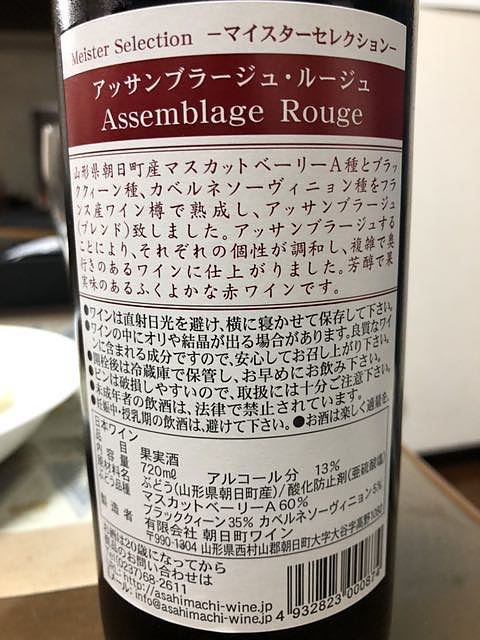 Meister Selection －マイスターセレクション－
アッサンブラージュ・ルージュ
Assemblage Rouge
山形県朝日町産マスカットベーリーA種とブラッ
ククィーン種、カベルネソーヴィニョン種をフラ
ンス産ワイン樽で熟成し、アッサンブラージュ
(ブレンド)致しました。アッサンブラージュする
ことにより、それぞれの個性が調和し、複雑で奥
行きのあるワインに仕上がりました。芳醇で果
実味のあるふくよかな赤ワインです。
●ワインは直射日光を避け、横に寝かせて保存して下さい。
●ワインの中にオリや結晶が出る場合があります。良質なワイ
ンに含まれる成分ですので、安心してお召し上がり下さい。
●開栓後は冷蔵庫で保管し、お早めにお飲み下さい。
●ビンは破損しやすいので、取扱には十分ご注意下さい。
●未成年者の飲酒は、法律で禁止されています。
●妊娠中・授乳期の飲酒は、避けて下さい。●お酒は楽しく適量を。
日本ワイン
品目 果実酒
内容量 720㎖ アルコール分 13%
原材料名 ぶどう(山形県朝日町産)/酸化防止剤(亜硫酸塩)
ぶどう品種 マスカットベーリーA 60%
ブラッククィーン 35% カベルネソーヴィニヨン 5%
製造者 有限会社 朝日町ワイン
〒990-1304 山形県西村山郡朝日町大字大谷字高野1080
お酒は20歳になってから
お問い合わせは
0237-68-2611
http://asahimachi-wine.jp
メール: info@asahimachi-wine.jp
4 932823 00087